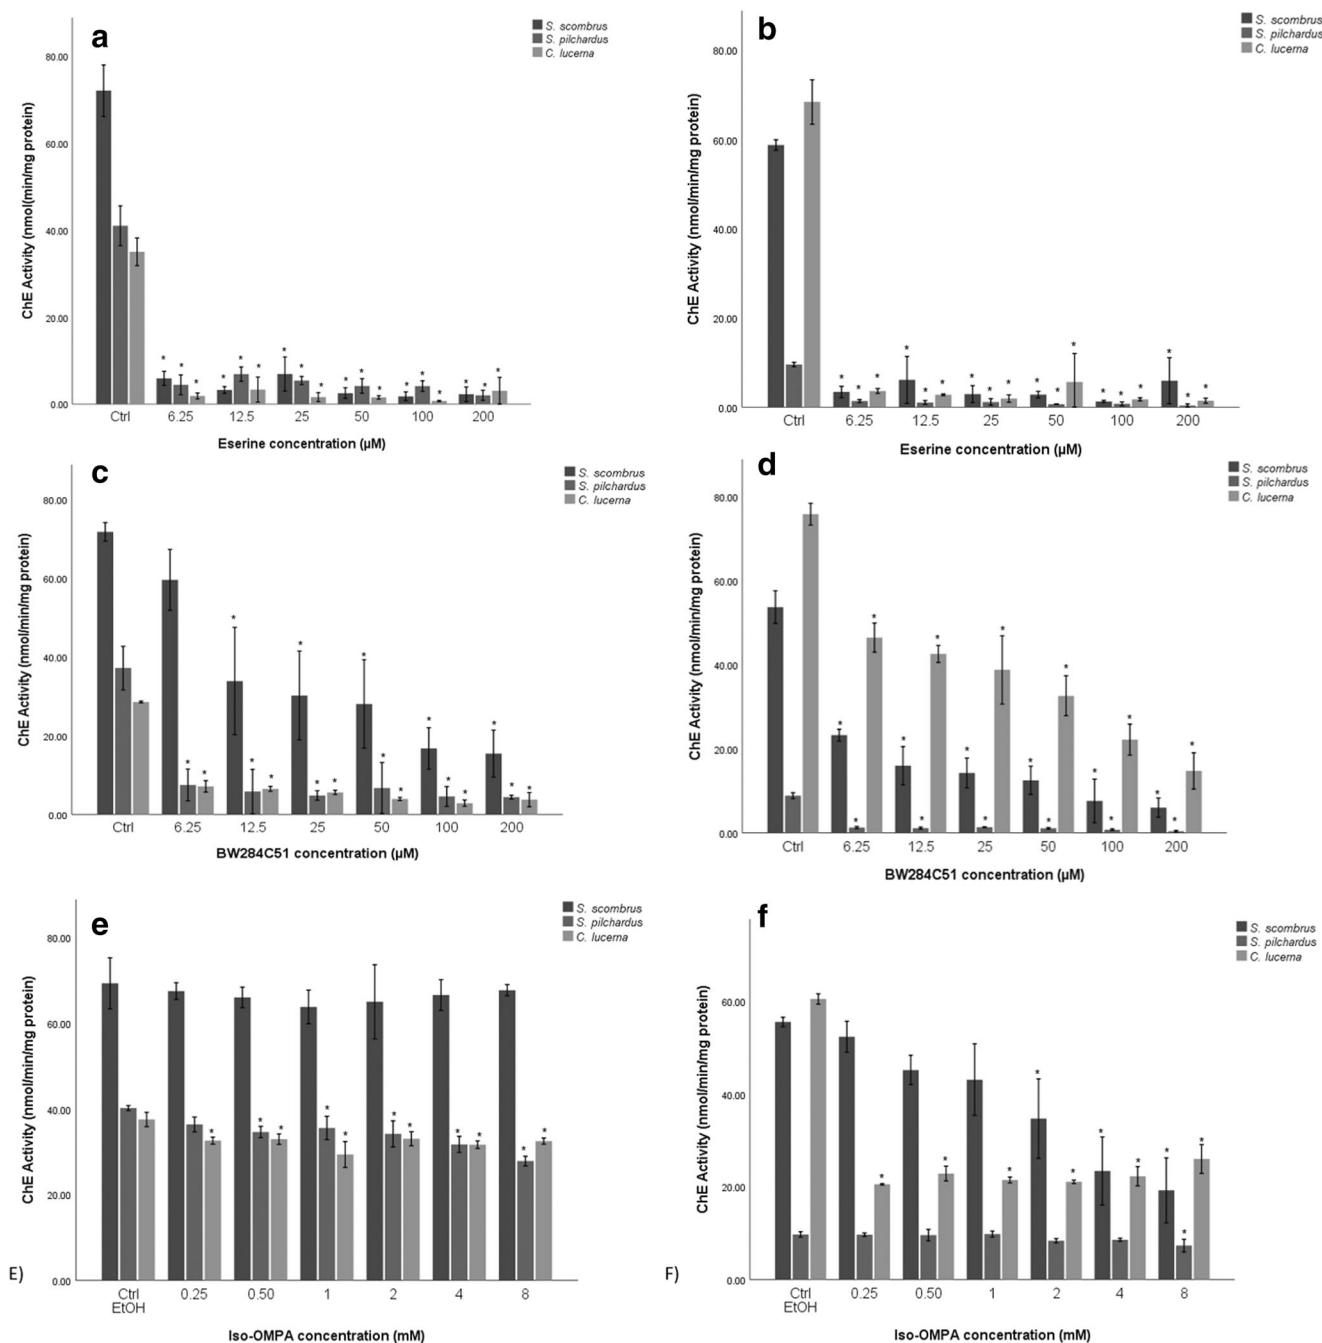 a
S. scombrus
S. pilchardus
C. lucerna
80.00
60.00
40.00
20.00
0.00
ChE Activity (nmol(min/mg protein)
* * * * * * * * * * * * * * * * * *
Ctrl 6.25 12.5 25 50 100 200
Eserine concentration (µM)
b
S. scombrus
S. pilchardus
C. lucerna
80.00
60.00
40.00
20.00
0.00
ChE Activity (nmol/min/mg protein)
* * * * * * * * * * * * * * * * * *
Ctrl 6.25 12.5 25 50 100 200
Eserine concentration (µM)
c
S. scombrus
S. pilchardus
C. lucerna
80.00
60.00
40.00
20.00
0.00
ChE Activity (nmol/min/mg protein)
* * * * * * * * * * * * * * * * *
Ctrl 6.25 12.5 25 50 100 200
BW284C51 concentration (µM)
d
S. scombrus
S. pilchardus
C. lucerna
80.00
60.00
40.00
20.00
0.00
ChE Activity (nmol/min/mg protein)
* * * * * * * * * * * * * * * * * *
Ctrl 6.25 12.5 25 50 100 200
BW284C51 concentration (µM)
e
S. scombrus
S. pilchardus
C. lucerna
80.00
60.00
40.00
20.00
0.00
ChE Activity (nmol/min/mg protein)
* * * * * * * * * * *
E)
Ctrl EtOH 0.25 0.50 1 2 4 8
Iso-OMPA concentration (mM)
f
S. scombrus
S. pilchardus
C. lucerna
60.00
40.00
20.00
0.00
ChE Activity (nmol/min/mg protein)
* * * * * * * * * *
F)
Ctrl EtOH 0.25 0.50 1 2 4 8
Iso-OMPA concentration (mM)